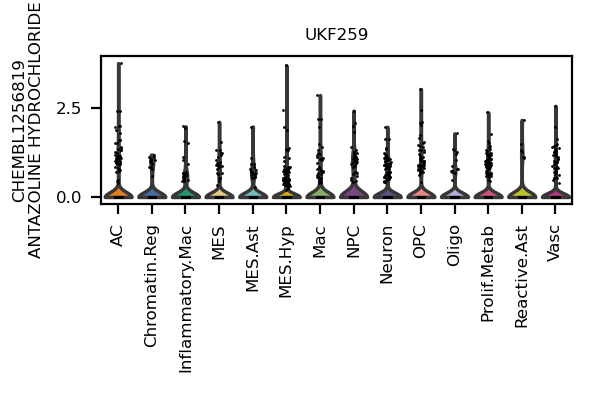 UKF259
CHEMBL1256819
ANTAZOLINE HYDROCHLORIDE
2.5
0.0
AC
Chromatin.Reg
Inflammatory.Mac
MES
MES.Ast
MES.Hyp
Mac
NPC
Neuron
OPC
Oligo
Prolif.Metab
Reactive.Ast
Vasc